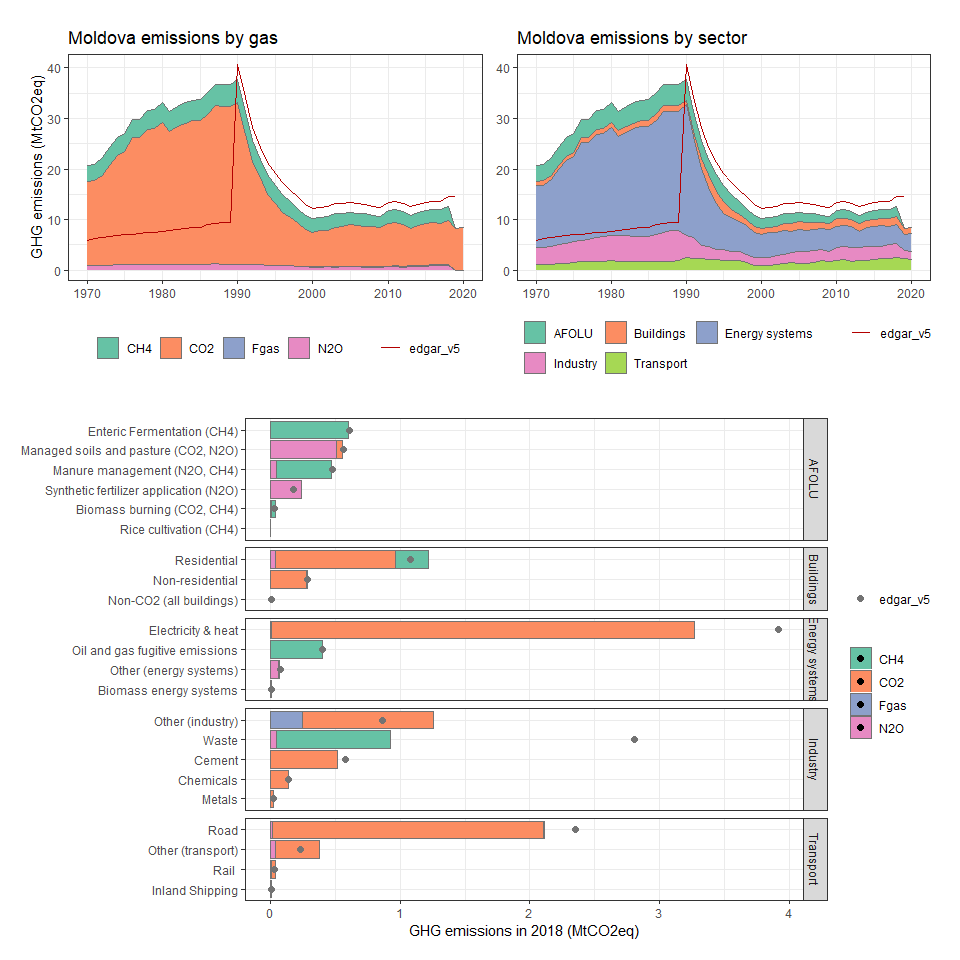 Moldova emissions by gas
GHG emissions (MtCO2eq)
40
30
20
10
0
1970 1980 1990 2000 2010 2020
CH4 CO2 Fgas N2O edgar_v5
Moldova emissions by sector
40
30
20
10
0
1970 1980 1990 2000 2010 2020
AFOLU Buildings Energy systems edgar_v5
Industry Transport
Enteric Fermentation (CH4)
Managed soils and pasture (CO2, N2O)
Manure management (N2O, CH4)
Synthetic fertilizer application (N2O)
Biomass burning (CO2, CH4)
Rice cultivation (CH4)
AFOLU
Residential
Non-residential
Non-CO2 (all buildings)
Buildings
Electricity & heat
Oil and gas fugitive emissions
Other (energy systems)
Biomass energy systems
Energy systems
Other (industry)
Waste
Cement
Chemicals
Metals
Industry
Road
Other (transport)
Rail
Inland Shipping
Transport
0 1 2 3 4
GHG emissions in 2018 (MtCO2eq)
edgar_v5
CH4
CO2
Fgas
N2O